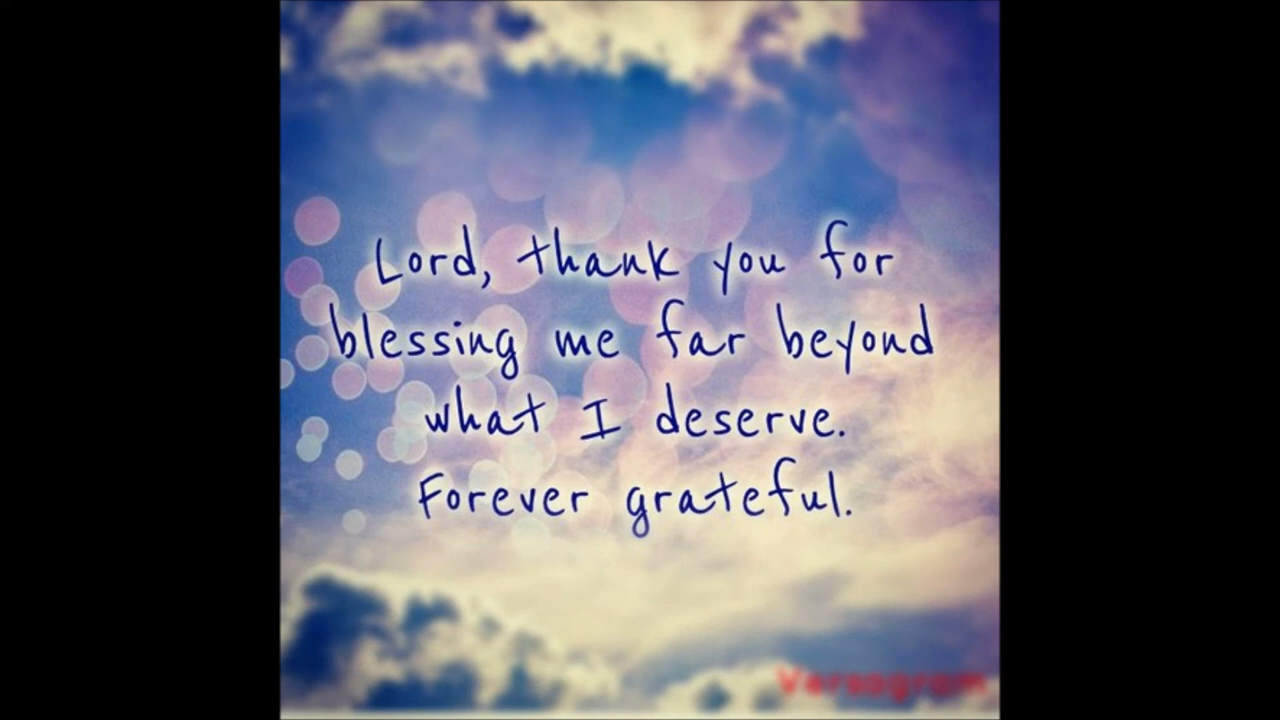 Lord, thank you for
blessing me far beyond
what I deserve.
Forever grateful.
Versagram